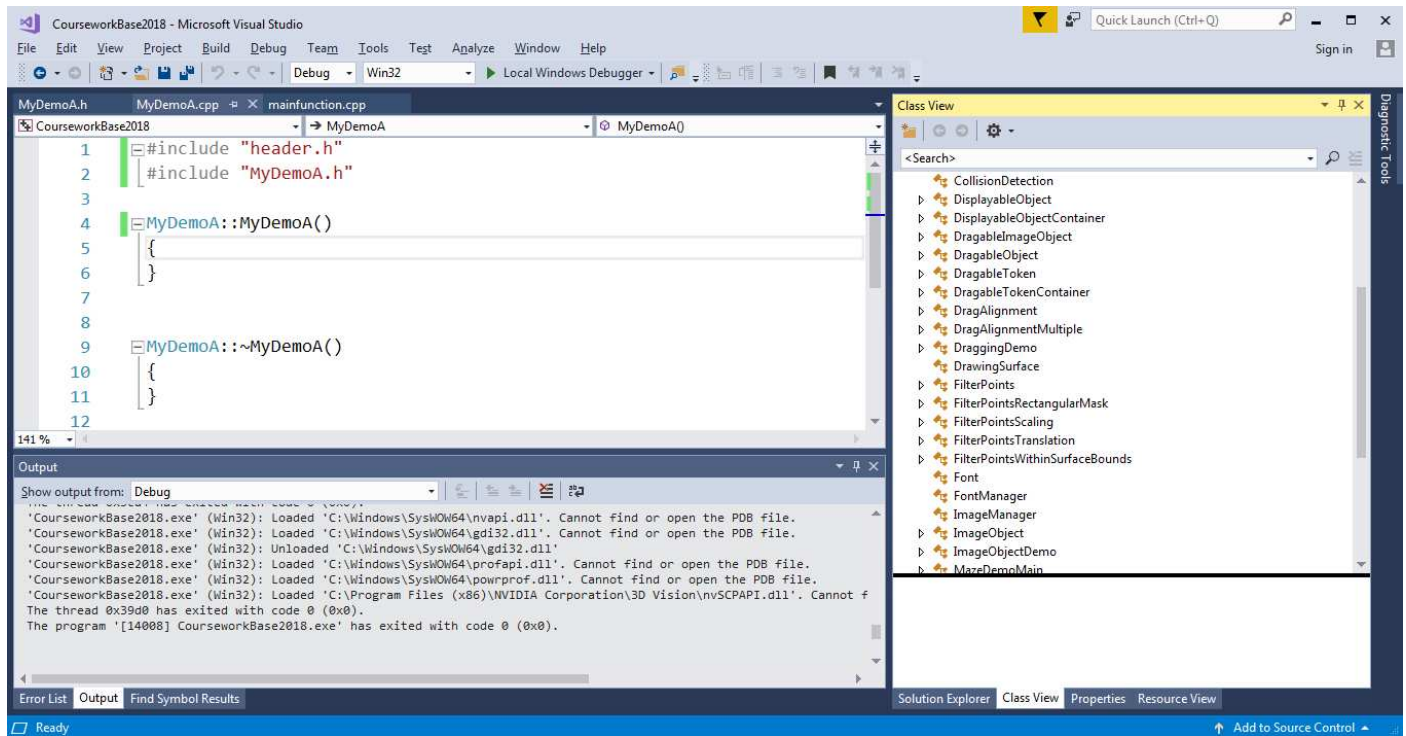 CourseworkBase2018 - Microsoft Visual Studio
Quick Launch (Ctrl+Q)
File Edit View Project Build Debug Team Tools Test Analyze Window Help
Sign in
Debug Win32 Local Windows Debugger
MyDemoA.h MyDemoA.cpp mainfunction.cpp
CourseworkBase2018 MyDemoA MyDemoA()
1 #include "header.h"
2 #include "MyDemoA.h"
3
4 MyDemoA::MyDemoA()
5 {
6 }
7
8
9 MyDemoA::~MyDemoA()
10 {
11 }
12
141 %
Output
Show output from: Debug
'CourseworkBase2018.exe' (Win32): Loaded 'C:\Windows\SysWOW64\nvapi.dll'. Cannot find or open the PDB file.
'CourseworkBase2018.exe' (Win32): Loaded 'C:\Windows\SysWOW64\gdi32.dll'. Cannot find or open the PDB file.
'CourseworkBase2018.exe' (Win32): Unloaded 'C:\Windows\SysWOW64\gdi32.dll'
'CourseworkBase2018.exe' (Win32): Loaded 'C:\Windows\SysWOW64\profapi.dll'. Cannot find or open the PDB file.
'CourseworkBase2018.exe' (Win32): Loaded 'C:\Windows\SysWOW64\powrprof.dll'. Cannot find or open the PDB file.
'CourseworkBase2018.exe' (Win32): Loaded 'C:\Program Files (x86)\NVIDIA Corporation\3D Vision\nvSCPAPI.dll'. Cannot f
The thread 0x39d0 has exited with code 0 (0x0).
The program '[14008] CourseworkBase2018.exe' has exited with code 0 (0x0).
Error List Output Find Symbol Results
Class View
<Search>
CollisionDetection
DisplayableObject
DisplayableObjectContainer
DragableImageObject
DragableObject
DragableToken
DragableTokenContainer
DragAlignment
DragAlignmentMultiple
DraggingDemo
DrawingSurface
FilterPoints
FilterPointsRectangularMask
FilterPointsScaling
FilterPointsTranslation
FilterPointsWithinSurfaceBounds
Font
FontManager
ImageManager
ImageObject
ImageObjectDemo
MazeDemoMain
Solution Explorer Class View Properties Resource View
Diagnostic Tools
Ready
Add to Source Control